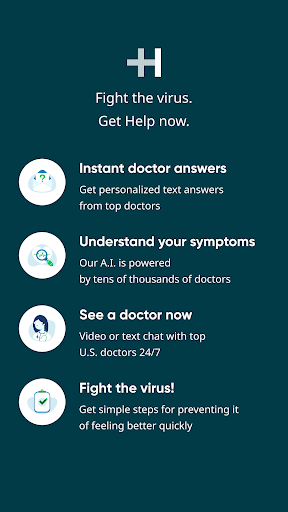 Fight the virus.
Get Help now.
Instant doctor answers
Get personalized text answers
from top doctors
Understand your symptoms
Our A.I. is powered
by tens of thousands of doctors
See a doctor now
Video or text chat with top
U.S. doctors 24/7
Fight the virus!
Get simple steps for preventing it
of feeling better quickly